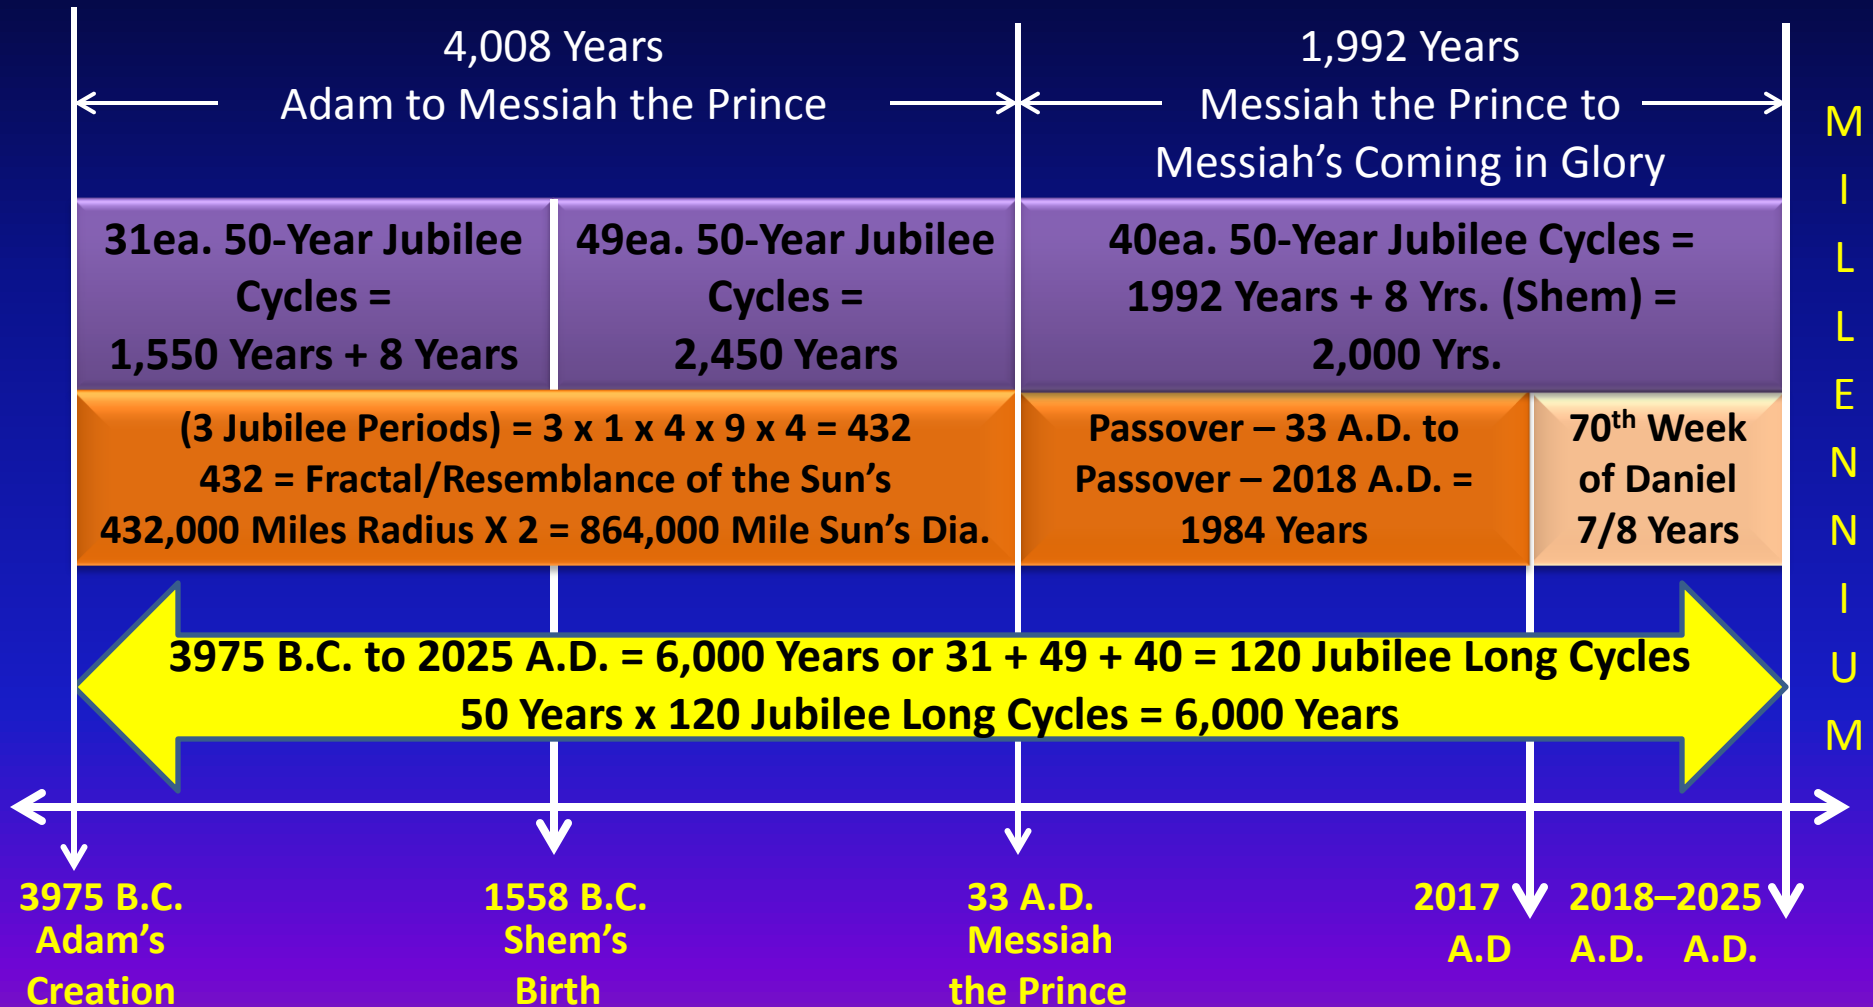 4,008 Years
Adam to Messiah the Prince
1,992 Years
Messiah the Prince to
Messiah’s Coming in Glory
31ea. 50-Year Jubilee
Cycles =
1,550 Years + 8 Years
49ea. 50-Year Jubilee
Cycles =
2,450 Years
40ea. 50-Year Jubilee Cycles =
1992 Years + 8 Yrs. (Shem) =
2,000 Yrs.
(3 Jubilee Periods) = 3 x 1 x 4 x 9 x 4 = 432
432 = Fractal/Resemblance of the Sun’s
432,000 Miles Radius X 2 = 864,000 Mile Sun’s Dia.
Passover – 33 A.D. to
Passover – 2018 A.D. =
1984 Years
70th Week
of Daniel
7/8 Years
M
I
L
L
E
N
N
I
U
M
3975 B.C. to 2025 A.D. = 6,000 Years or 31 + 49 + 40 = 120 Jubilee Long Cycles
50 Years x 120 Jubilee Long Cycles = 6,000 Years
3975 B.C.
Adam’s
Creation
1558 B.C.
Shem’s
Birth
33 A.D.
Messiah
the Prince
2017
A.D
2018–2025
A.D. A.D.